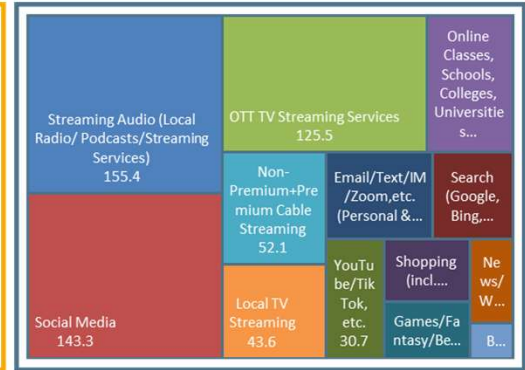 Streaming Audio (Local
Radio/ Podcasts/Streaming
Services)
155.4
Social Media
143.3
OTT TV Streaming Services
125.5
Online
Classes,
Schools,
Colleges,
Universitie
s...
Non-
Premium+Pre
mium Cable
Streaming
52.1
Local TV
Streaming
43.6
Email/Text/IM
/Zoom,etc.
(Personal &...
Search
(Google,
Bing,...
YouTu
be/Tik
Tok,
etc.
30.7
Shopping
(incl....
Games/Fa
ntasy/Be...
Ne
ws/
W...
B...